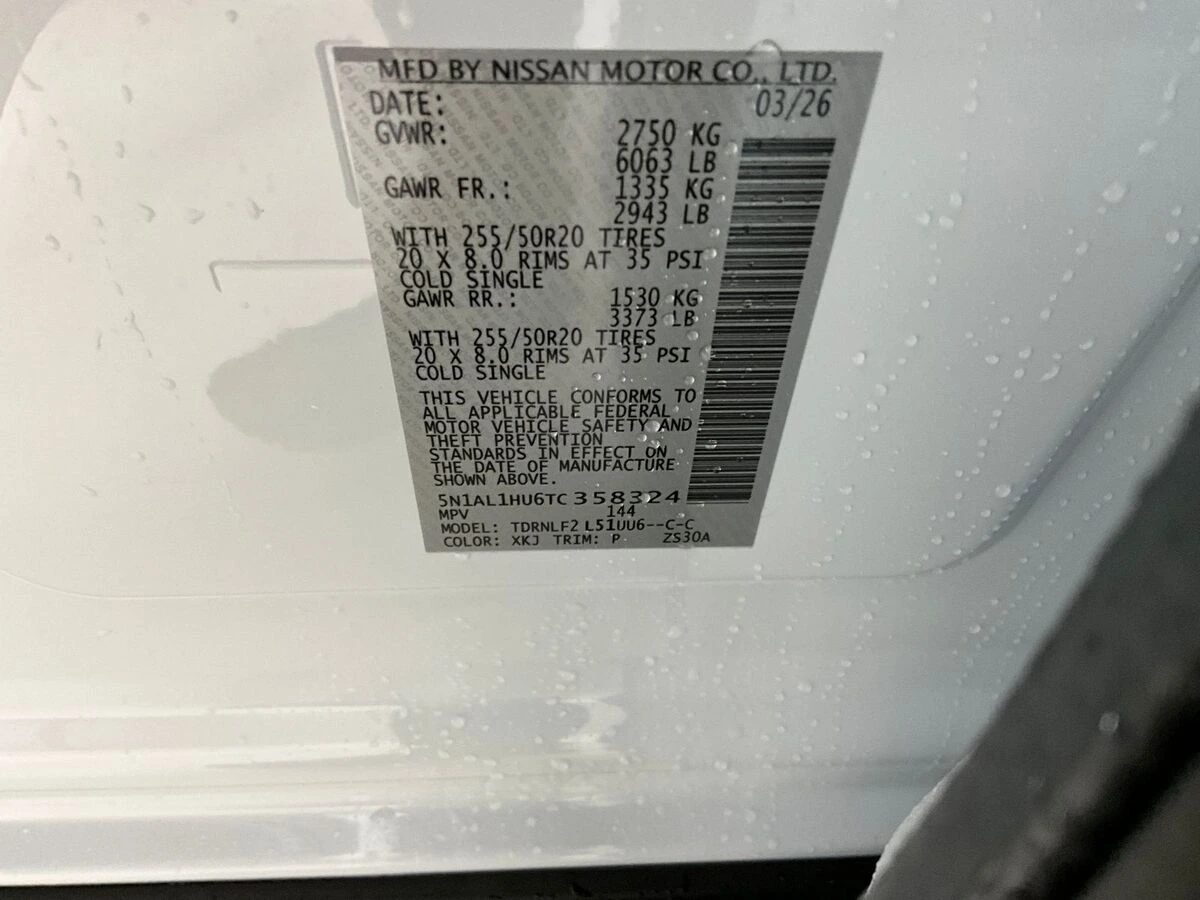 MFD BY NISSAN MOTOR CO., LTD.
DATE: 03/26
GVWR: 2750 KG
6063 LB
GAWR FR.: 1335 KG
2943 LB
WITH 255/50R20 TIRES
20 X 8.0 RIMS AT 35 PSI
COLD SINGLE
GAWR RR.: 1530 KG
3373 LB
WITH 255/50R20 TIRES
20 X 8.0 RIMS AT 35 PSI
COLD SINGLE
THIS VEHICLE CONFORMS TO
ALL APPLICABLE FEDERAL
MOTOR VEHICLE SAFETY AND
THEFT PREVENTION
STANDARDS IN EFFECT ON
THE DATE OF MANUFACTURE
SHOWN ABOVE.
5N1AL1HU6TC358324
MPV 144
MODEL: TDRNLF2 L51UU6--C-C
COLOR: XKJ TRIM: P ZS30A